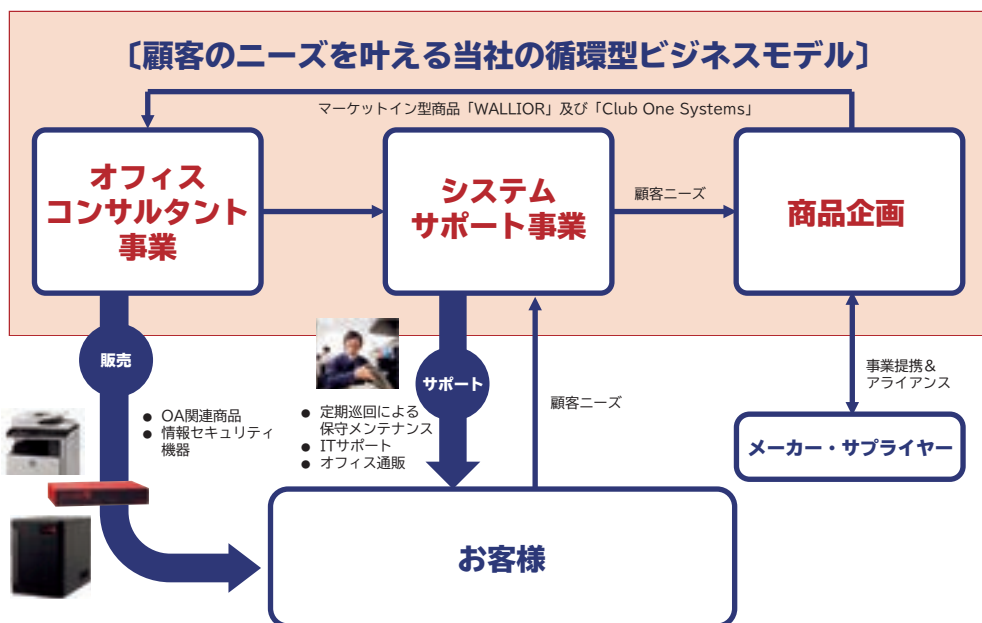 〔顧客のニーズを叶える当社の循環型ビジネスモデル〕
マーケットイン型商品「WALLIOR」及び「Club One Systems」
オフィス
コンサルタント
事業
システム
サポート事業
顧客ニーズ
商品企画
販売
● OA関連商品
● 情報セキュリティ
機器
サポート
● 定期巡回による
保守メンテナンス
● ITサポート
● オフィス通販
顧客ニーズ
事業提携＆
アライアンス
メーカー・サプライヤー
お客様